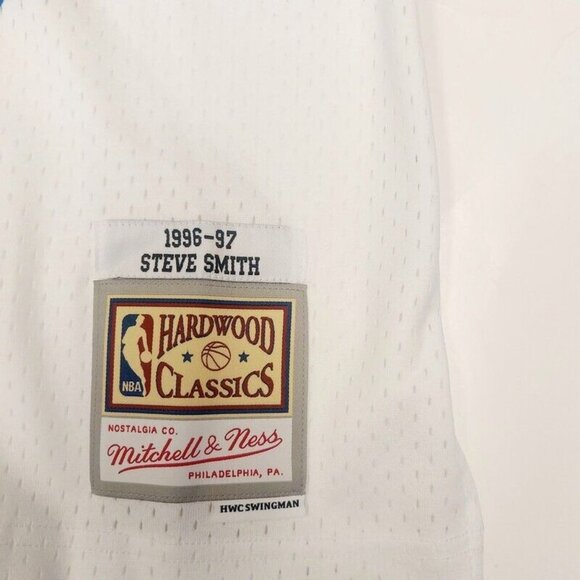 1996-97
STEVE SMITH
HARDWOOD
CLASSICS
NBA
NOSTALGIA CO.
Mitchell & Ness
PHILADELPHIA, PA.
HWC SWINGMAN